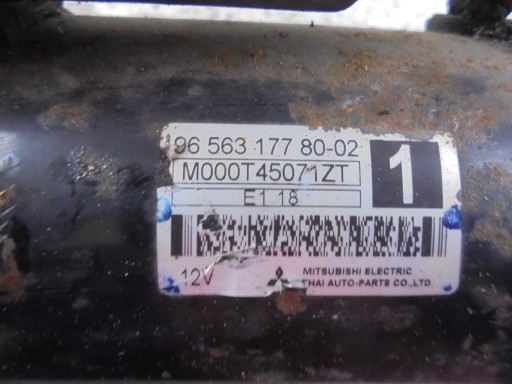 96 563 177 80-02
M000T45071ZT
1
E1 18
12V
MITSUBISHI ELECTRIC
THAI AUTO-PARTS CO.,LTD.